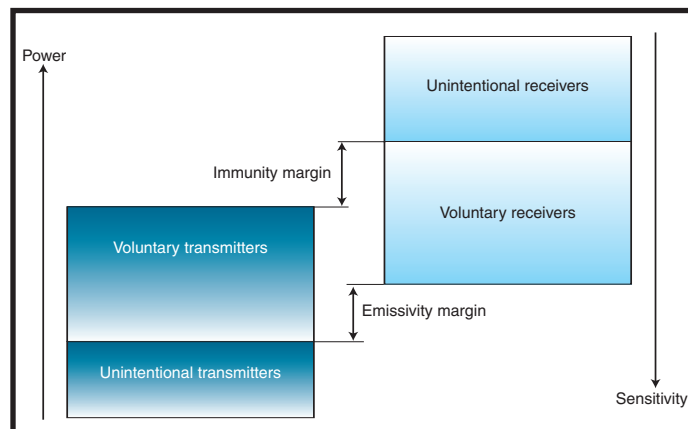 Power
Unintentional receivers
Immunity margin
Voluntary receivers
Voluntary transmitters
Emissivity margin
Unintentional transmitters
Sensitivity